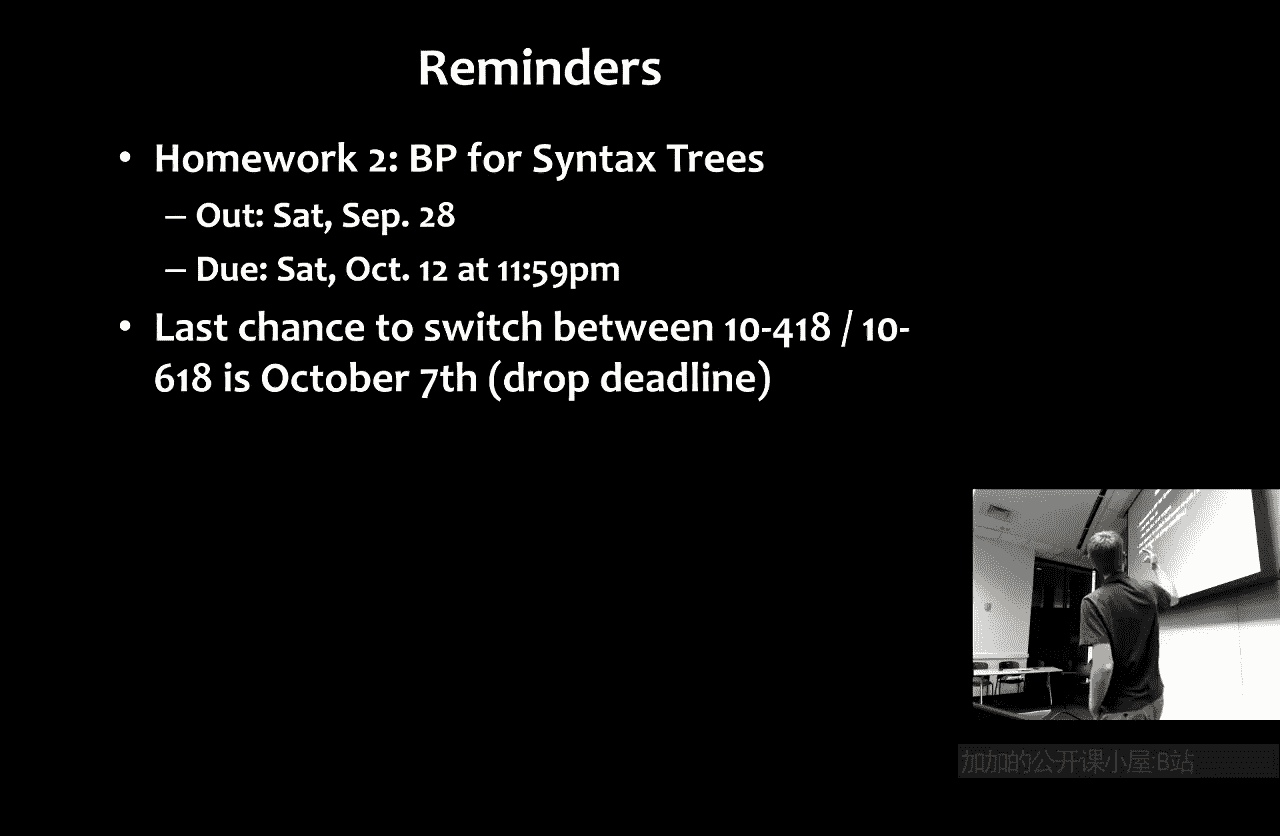 Reminders
• Homework 2: BP for Syntax Trees
– Out: Sat, Sep. 28
– Due: Sat, Oct. 12 at 11:59pm
• Last chance to switch between 10-418 / 10-
618 is October 7th (drop deadline)
加加的公开课小屋:B站